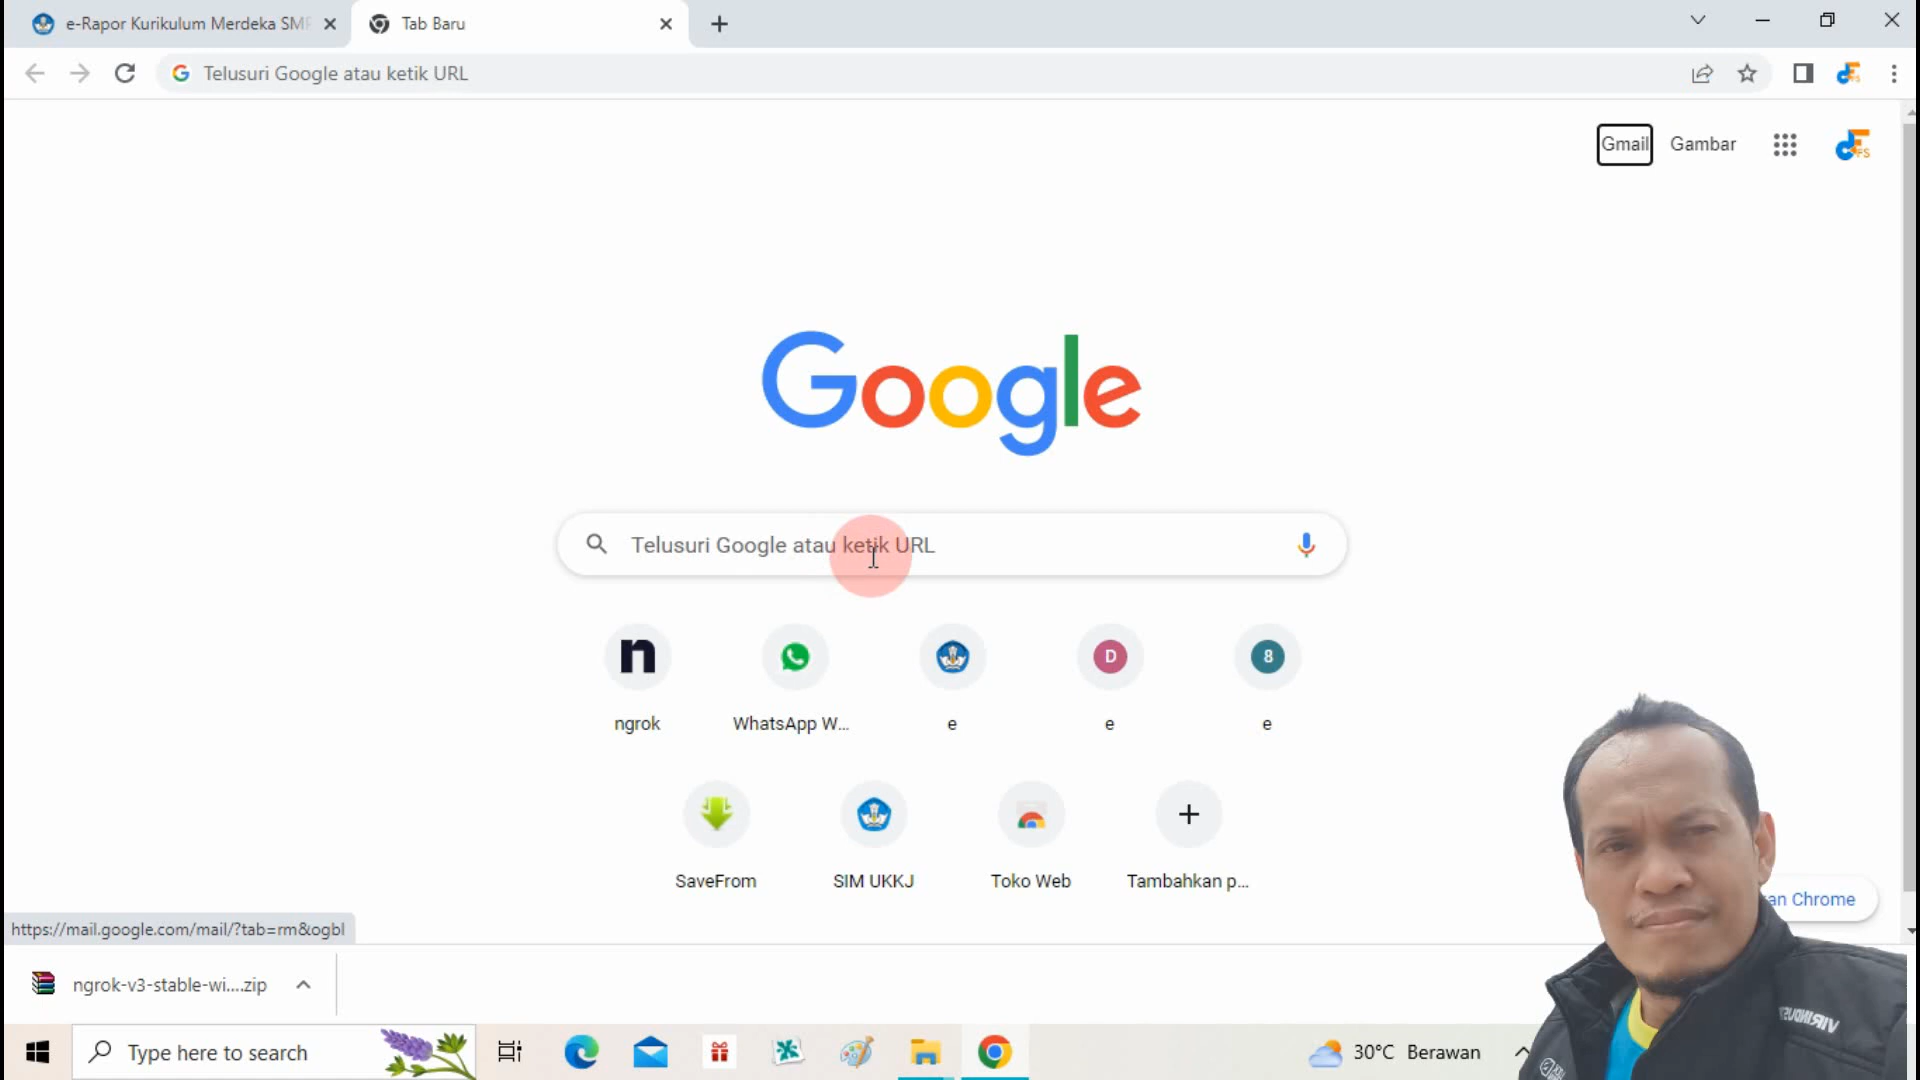 e-Rapor Kurikulum Merdeka SMP
Tab Baru
Telusuri Google atau ketik URL
Gmail
Gambar
Google
Telusuri Google atau ketik URL
n
D
8
ngrok
WhatsApp W...
e
e
e
SaveFrom
SIM UKKJ
Toko Web
Tambahkan p...
an Chrome
https://mail.google.com/mail/?tab=rm&ogbl
ngrok-v3-stable-wi....zip
Type here to search
30°C Berawan